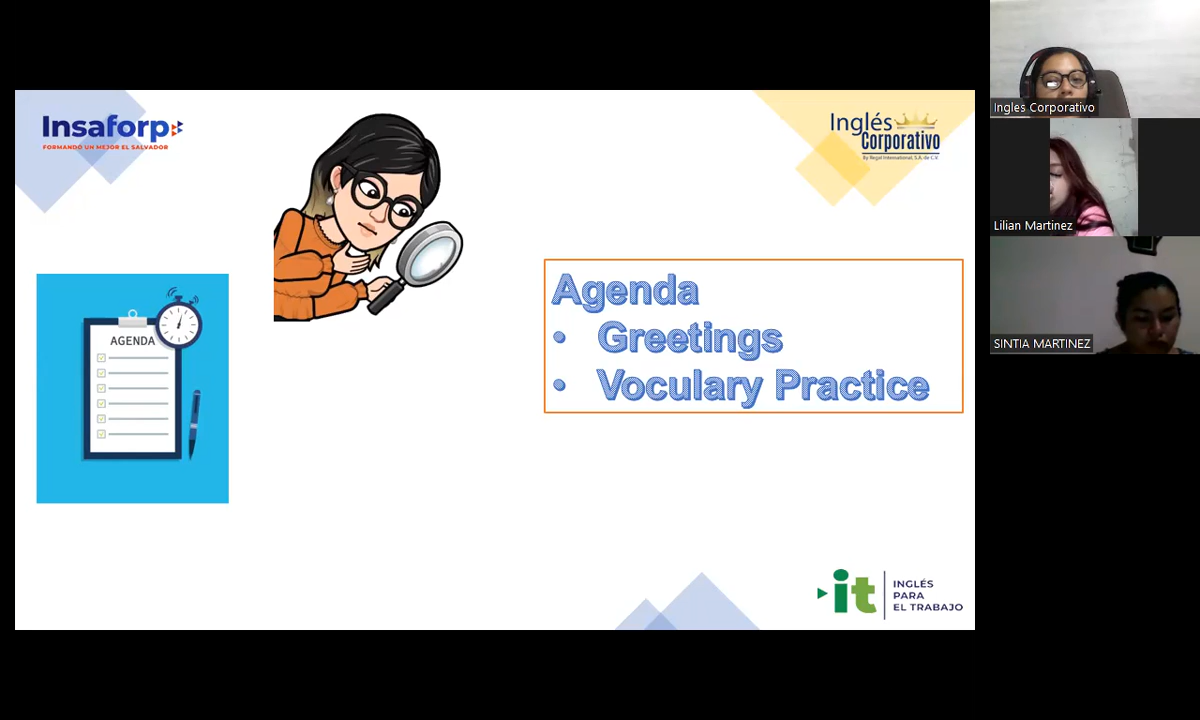 Insaforp
FORMANDO UN MEJOR EL SALVADOR
Inglés
Corporativo
By Regal International, S.A. de C.V.
AGENDA
Agenda
• Greetings
• Voculary Practice
it
INGLÉS
PARA
EL TRABAJO
Ingles Corporativo
Lilian Martinez
SINTIA MARTINEZ